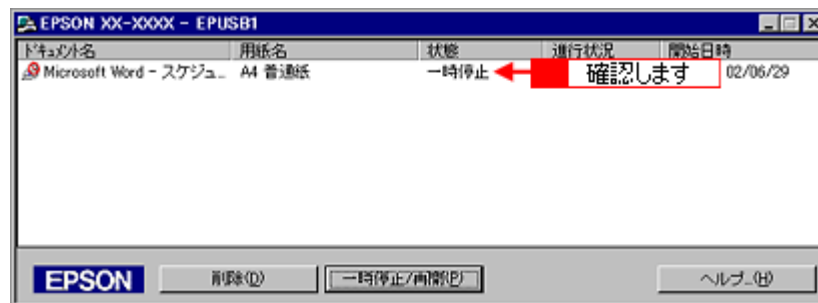 EPSON XX-XXXX - EPUSB1
ドキュメント名 用紙名 状態 進行状況 開始日時
Microsoft Word - スケジュ... A4 普通紙 一時停止 確認します 02/06/29
EPSON 削除(D) 一時停止/再開(P) ヘルプ...(H)